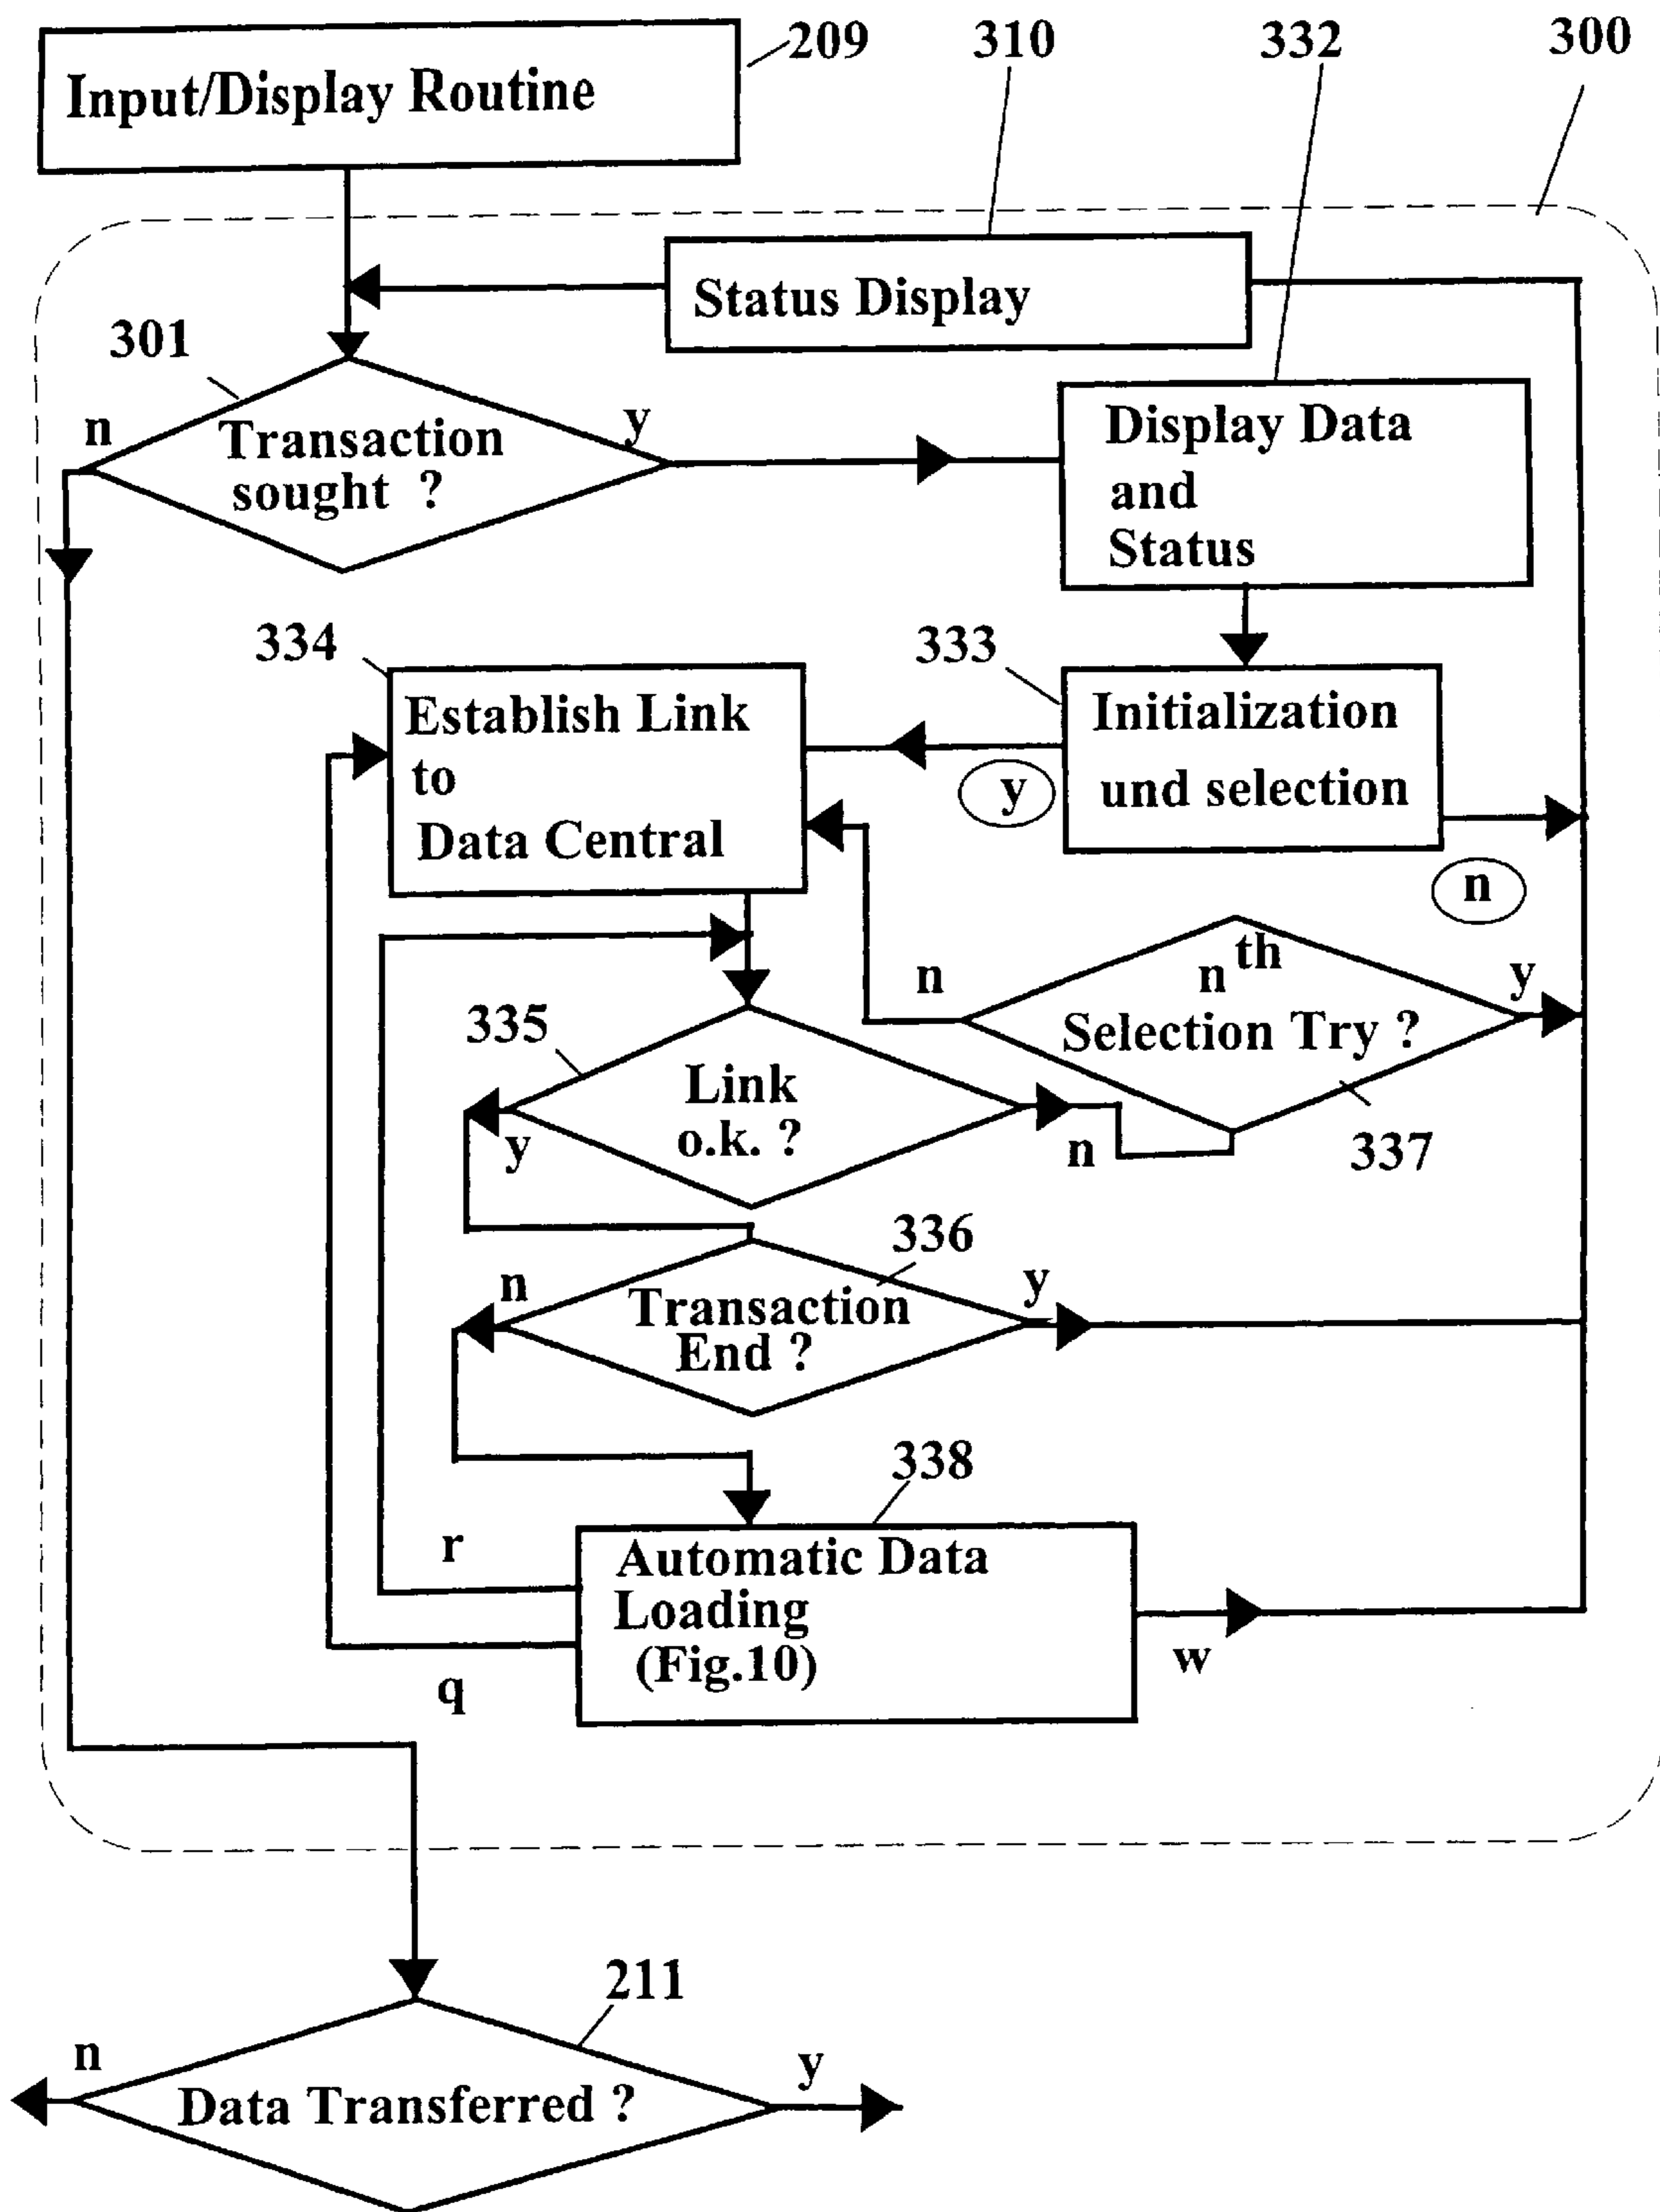 209
310
332
300
Input/Display Routine
Status Display
301
n
Transaction
sought ?
y
Display Data
and
Status
334
Establish Link
to
Data Central
333
Initialization
und selection
y
n
n
nth
Selection Try ?
y
337
335
Link
o.k. ?
y
n
336
n
Transaction
End ?
y
338
r
Automatic Data
Loading
(Fig.10)
q
w
211
n
Data Transferred ?
y